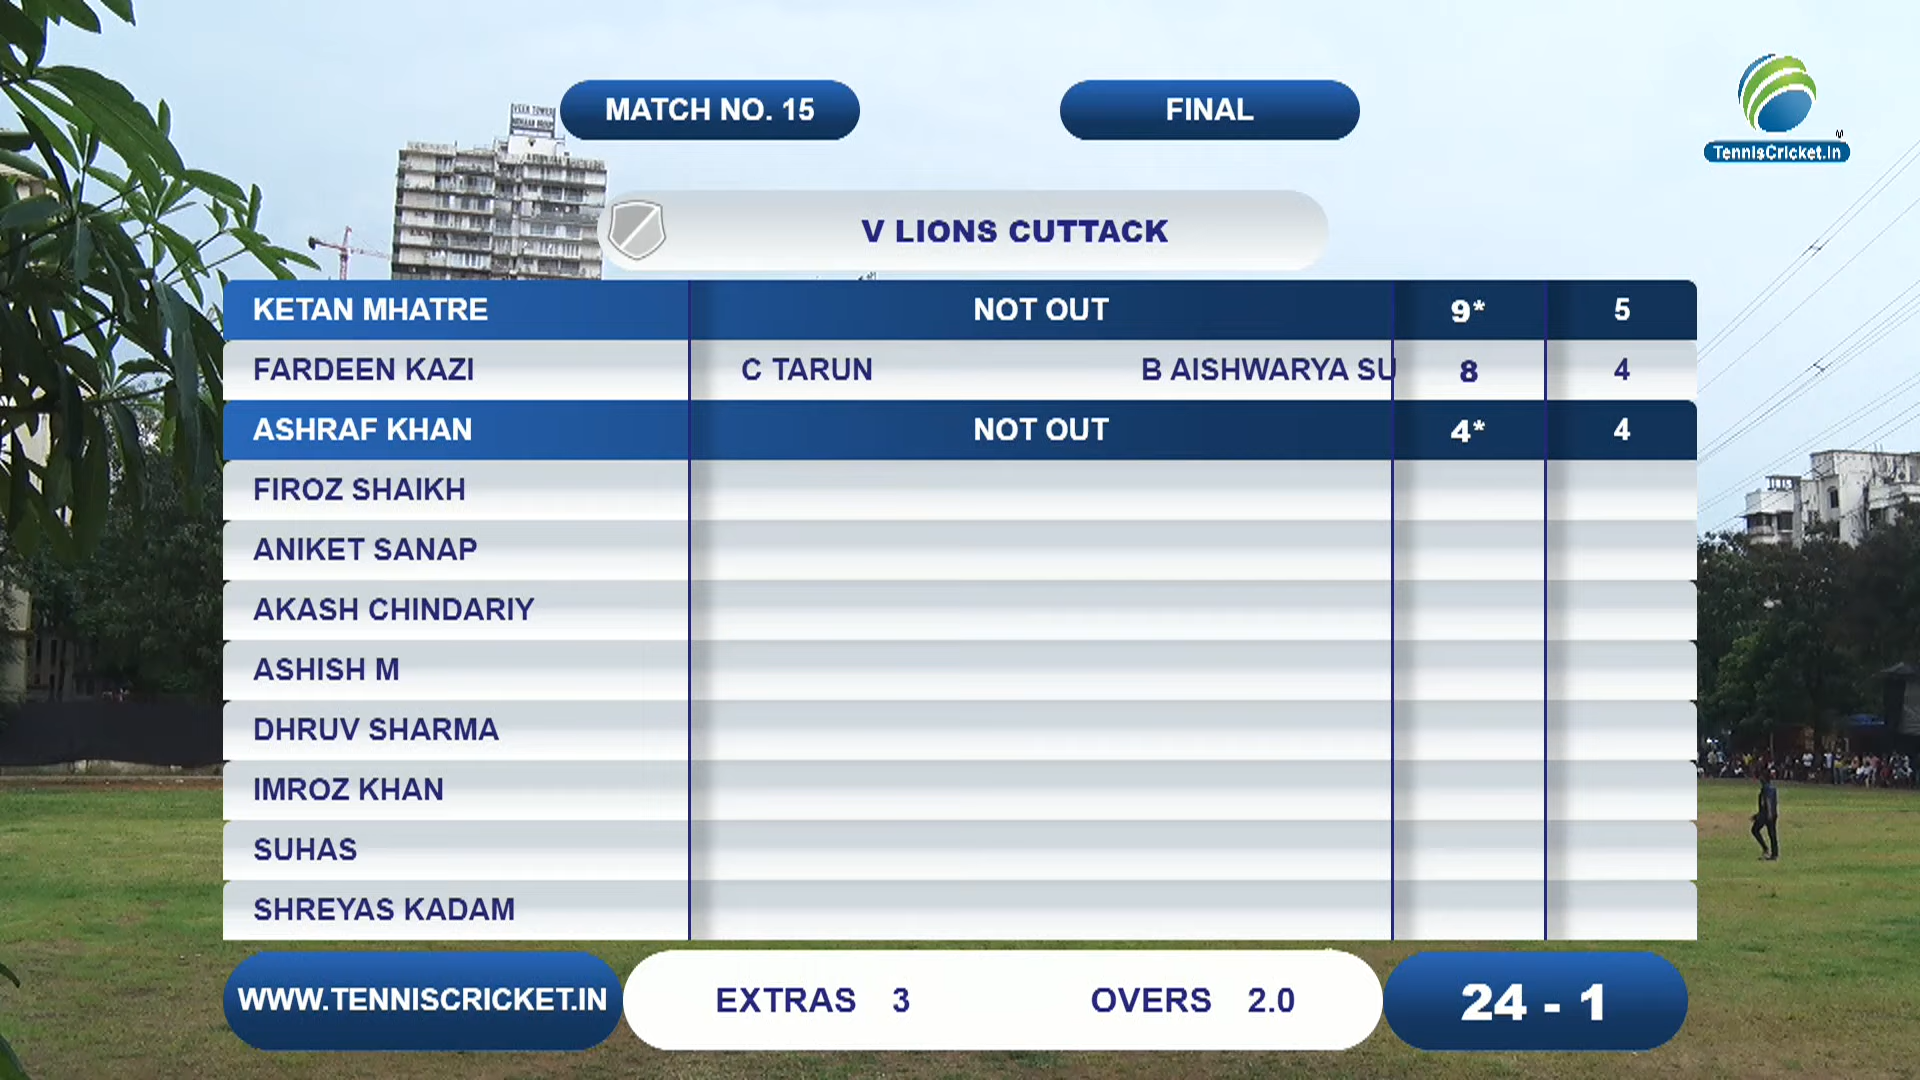 MATCH NO. 15 FINAL
TennisCricket.in
V LIONS CUTTACK
KETAN MHATRE NOT OUT 9* 5
FARDEEN KAZI C TARUN B AISHWARYA SU 8 4
ASHRAF KHAN NOT OUT 4* 4
FIROZ SHAIKH
ANIKET SANAP
AKASH CHINDARIY
ASHISH M
DHRUV SHARMA
IMROZ KHAN
SUHAS
SHREYAS KADAM
WWW.TENNISCRICKET.IN EXTRAS 3 OVERS 2.0 24 - 1